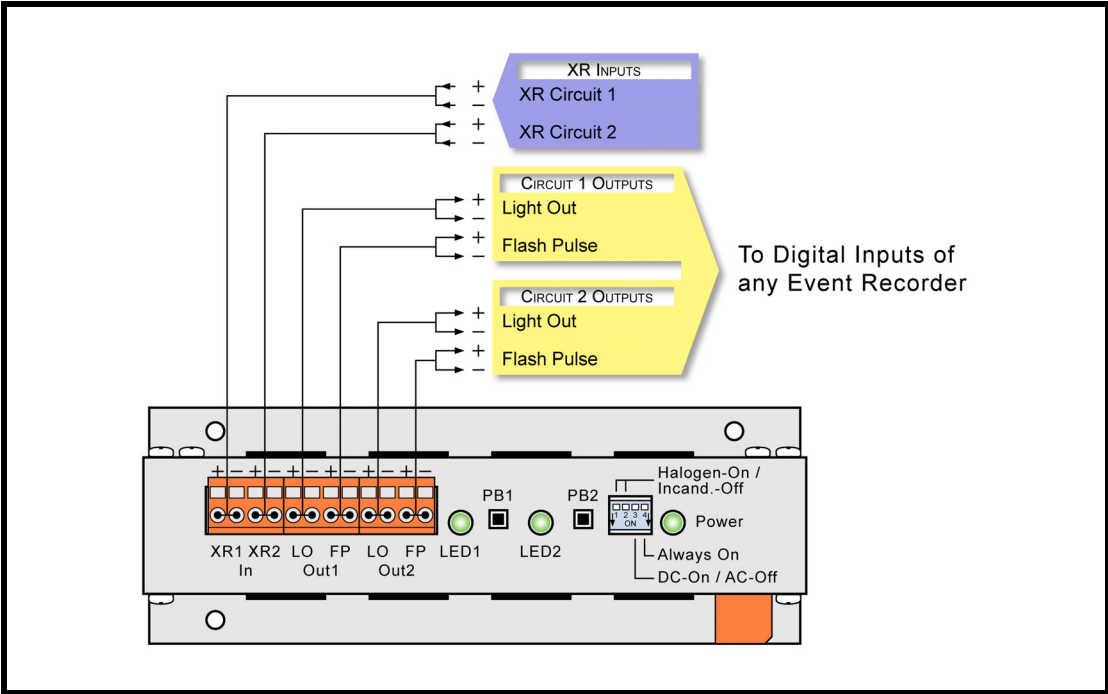 XR INPUTS
+ XR Circuit 1
−
+ XR Circuit 2
−
CIRCUIT 1 OUTPUTS
+ Light Out
−
+ Flash Pulse
−
To Digital Inputs of
any Event Recorder
CIRCUIT 2 OUTPUTS
+ Light Out
−
+ Flash Pulse
−
+ − + − + − + − + − + −
Halogen-On /
Incand.-Off
PB1 PB2
1 2 3 4
ON
Power
XR1 XR2 LO FP LO FP LED1 LED2
In Out1 Out2
Always On
DC-On / AC-Off